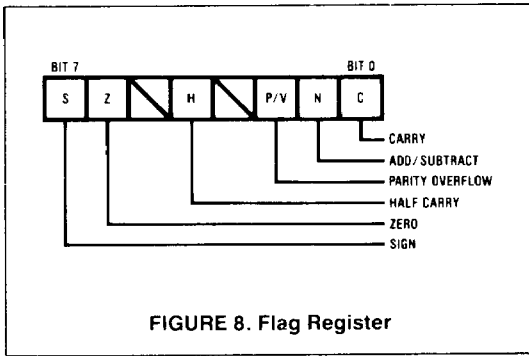 BIT 7 BIT 0
S Z H P/V N C
CARRY
ADD/SUBTRACT
PARITY OVERFLOW
HALF CARRY
ZERO
SIGN
FIGURE 8. Flag Register